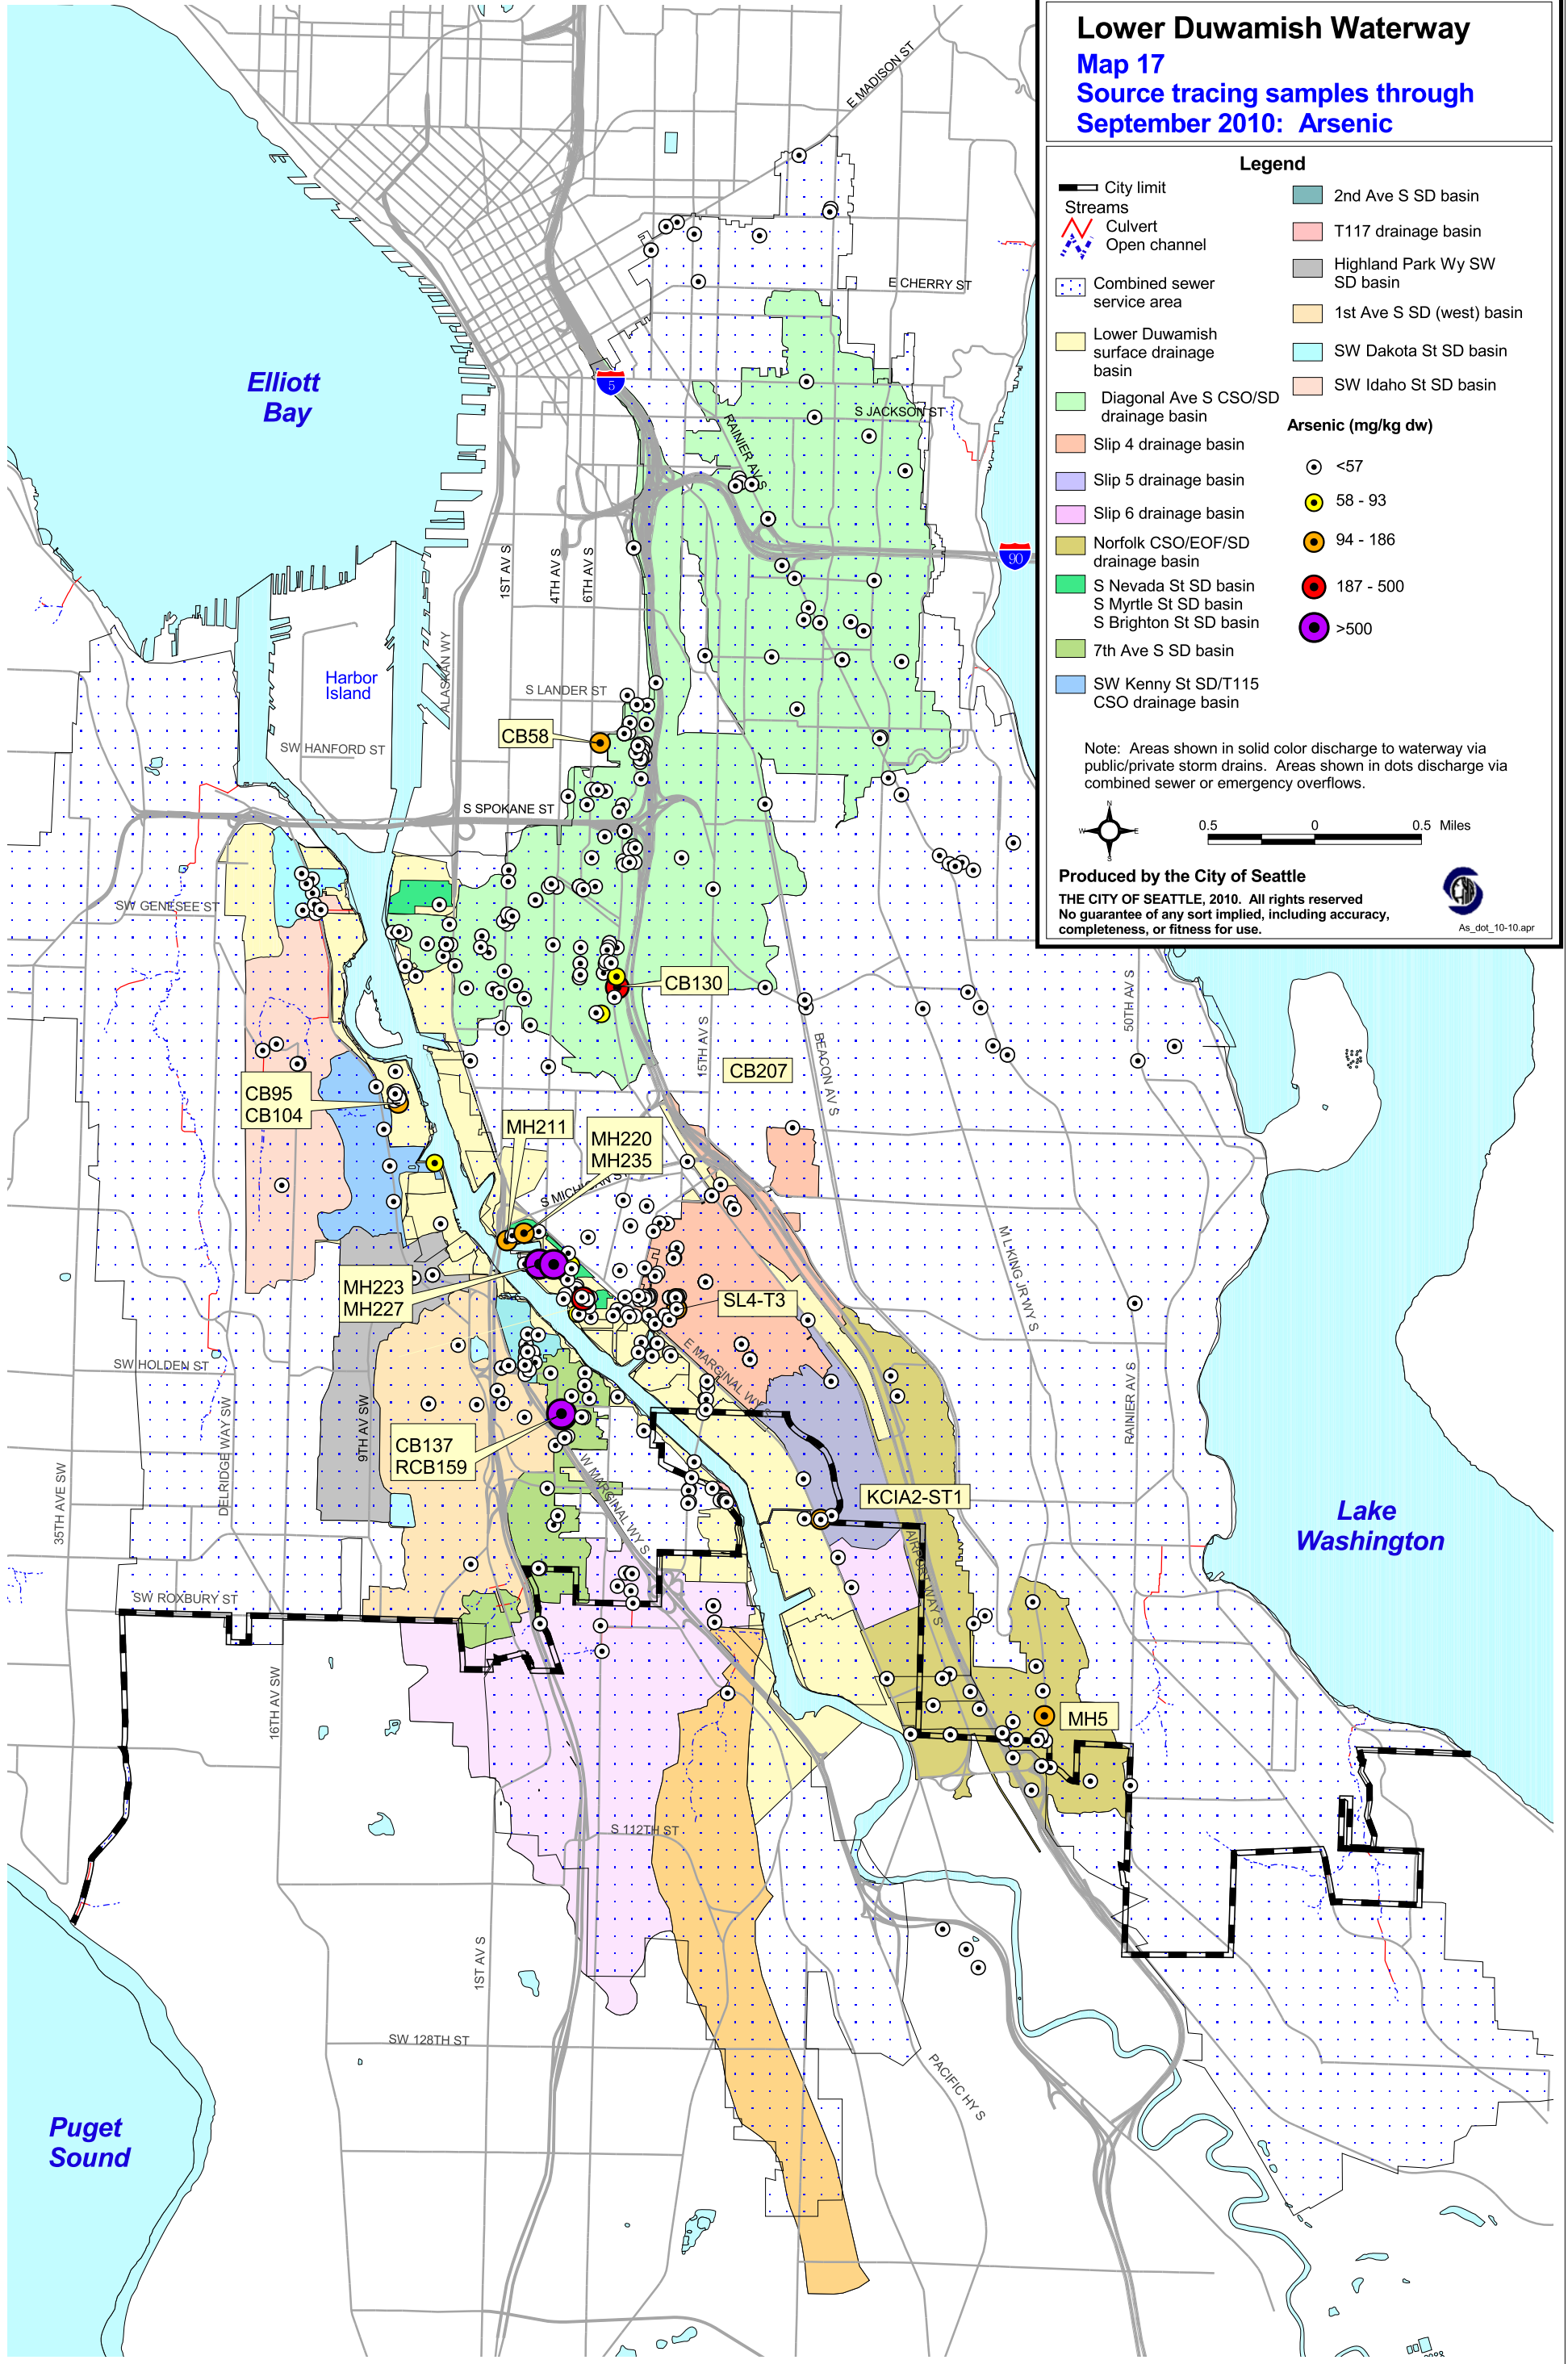 Lower Duwamish Waterway
Map 17
Source tracing samples through
September 2010: Arsenic
Legend
City limit
Streams
Culvert
Open channel
Combined sewer
service area
Lower Duwamish
surface drainage
basin
Diagonal Ave S CSO/SD
drainage basin
Slip 4 drainage basin
Slip 5 drainage basin
Slip 6 drainage basin
Norfolk CSO/EOF/SD
drainage basin
S Nevada St SD basin
S Myrtle St SD basin
S Brighton St SD basin
7th Ave S SD basin
SW Kenny St SD/T115
CSO drainage basin
2nd Ave S SD basin
T117 drainage basin
Highland Park Wy SW
SD basin
1st Ave S SD (west) basin
SW Dakota St SD basin
SW Idaho St SD basin
Arsenic (mg/kg dw)
<57
58 - 93
94 - 186
187 - 500
>500
Note: Areas shown in solid color discharge to waterway via
public/private storm drains. Areas shown in dots discharge via
combined sewer or emergency overflows.
N
W
E
S
0.5
0
0.5 Miles
Produced by the City of Seattle
THE CITY OF SEATTLE, 2010. All rights reserved
No guarantee of any sort implied, including accuracy,
completeness, or fitness for use.
As_dot_10-10.apr
E MADISON ST
E CHERRY ST
Elliott
Bay
5
S JACKSON ST
RAINIER AV S
90
1ST AV S
4TH AV S
6TH AV S
Harbor
Island
ALASKAN WY
S LANDER ST
CB58
SW HANFORD ST
S SPOKANE ST
SW GENESEE ST
CB130
50TH AV S
15TH AV S
BEACON AV S
CB207
CB95
CB104
MH211
MH220
MH235
S MICHIGAN S
M L KING JR WY S
MH223
MH227
SL4-T3
SW HOLDEN ST
E MARGINAL WY S
DELRIDGE WAY SW
9TH AV SW
RAINIER AV S
CB137
RCB159
35TH AVE SW
W MARGINAL WY S
KCIA2-ST1
Lake
Washington
AIRPORT WAY S
SW ROXBURY ST
16TH AV SW
MH5
S 112TH ST
1ST AV S
SW 128TH ST
PACIFIC HY S
Puget
Sound